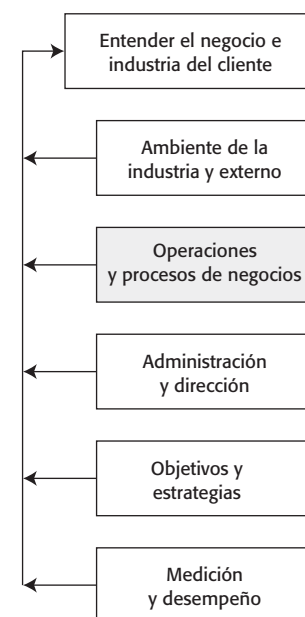 Entender el negocio e
industria del cliente
Ambiente de la
industria y externo
Operaciones
y procesos de negocios
Administración
y dirección
Objetivos y
estrategias
Medición
y desempeño